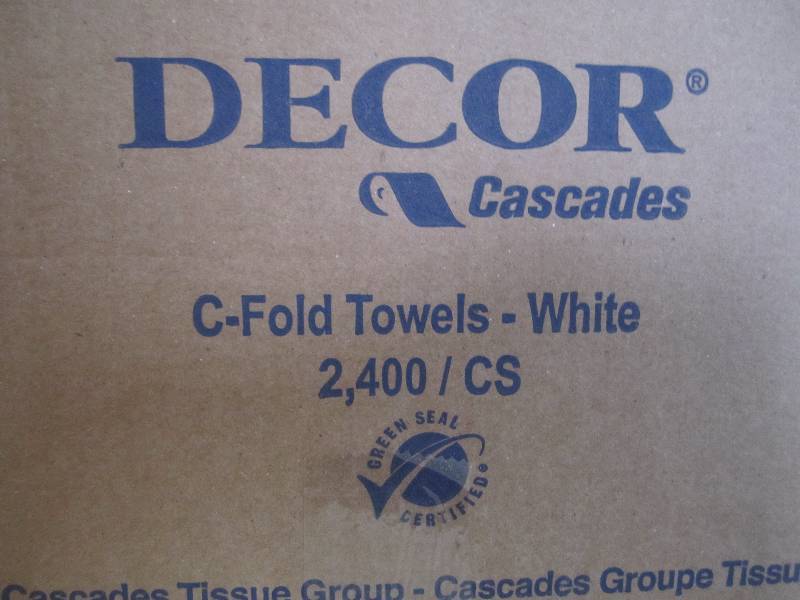 DECOR®
Cascades
C-Fold Towels - White
2,400 / CS
GREEN SEAL
CERTIFIED®
Cascades Tissue Group - Cascades Groupe Tissu